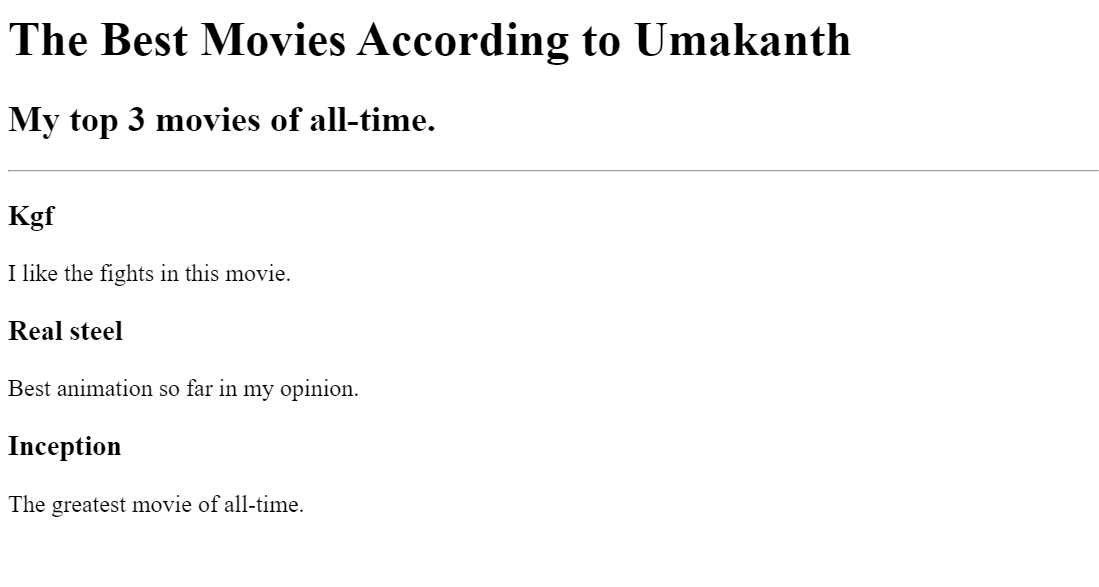 The Best Movies According to Umakanth
My top 3 movies of all-time.
Kgf
I like the fights in this movie.
Real steel
Best animation so far in my opinion.
Inception
The greatest movie of all-time.